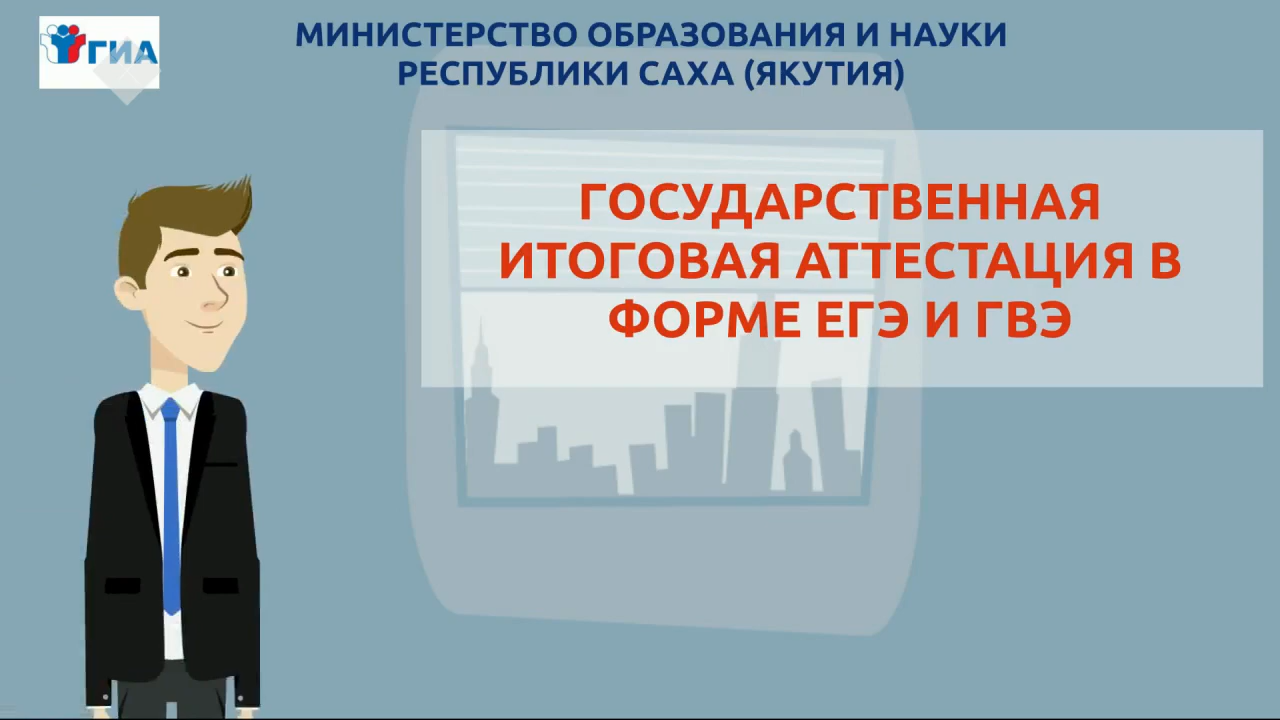 ГИА
МИНИСТЕРСТВО ОБРАЗОВАНИЯ И НАУКИ
РЕСПУБЛИКИ САХА (ЯКУТИЯ)
ГОСУДАРСТВЕННАЯ
ИТОГОВАЯ АТТЕСТАЦИЯ В
ФОРМЕ ЕГЭ И ГВЭ